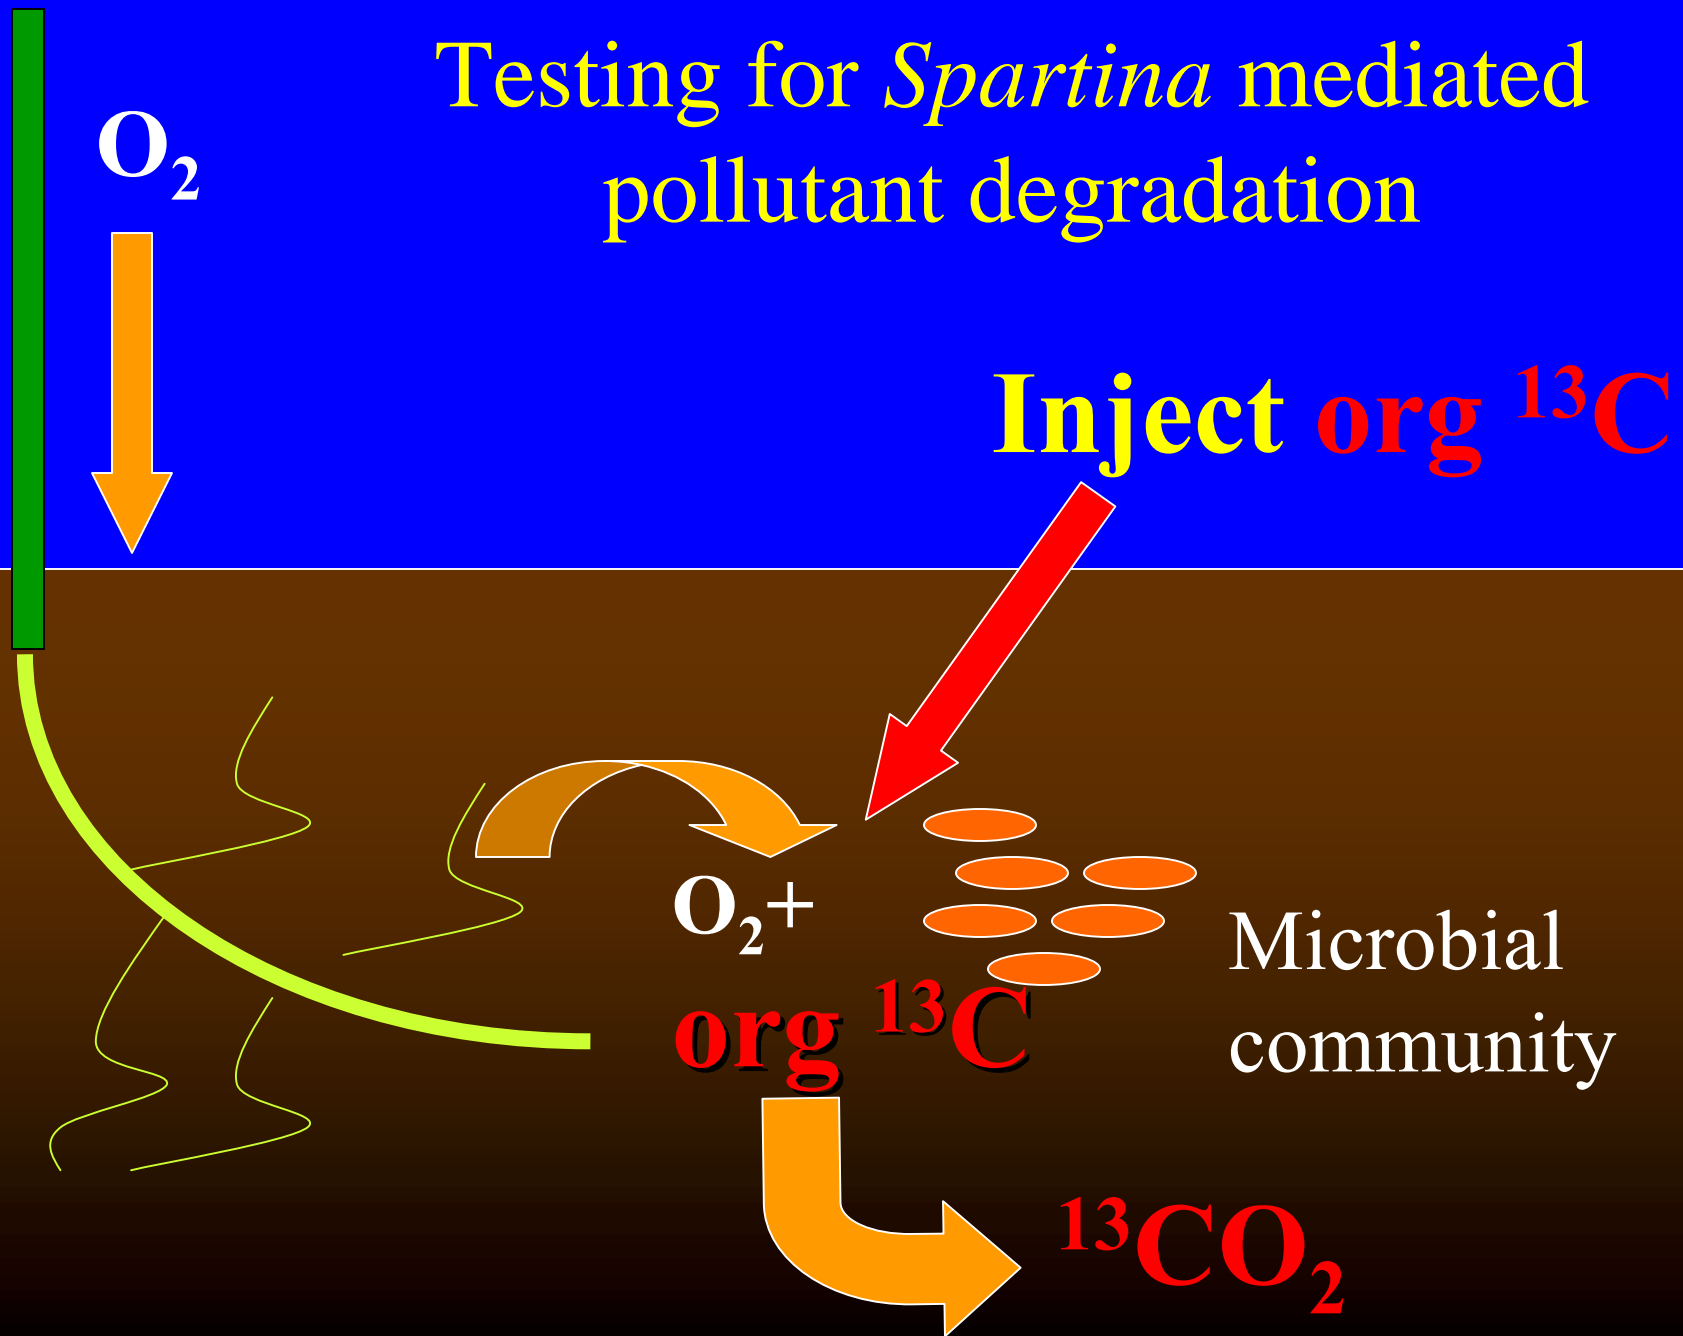 Testing for Spartina mediated
pollutant degradation
O₂
Inject org ¹³C
O₂+
org ¹³C
Microbial
community
¹³CO₂